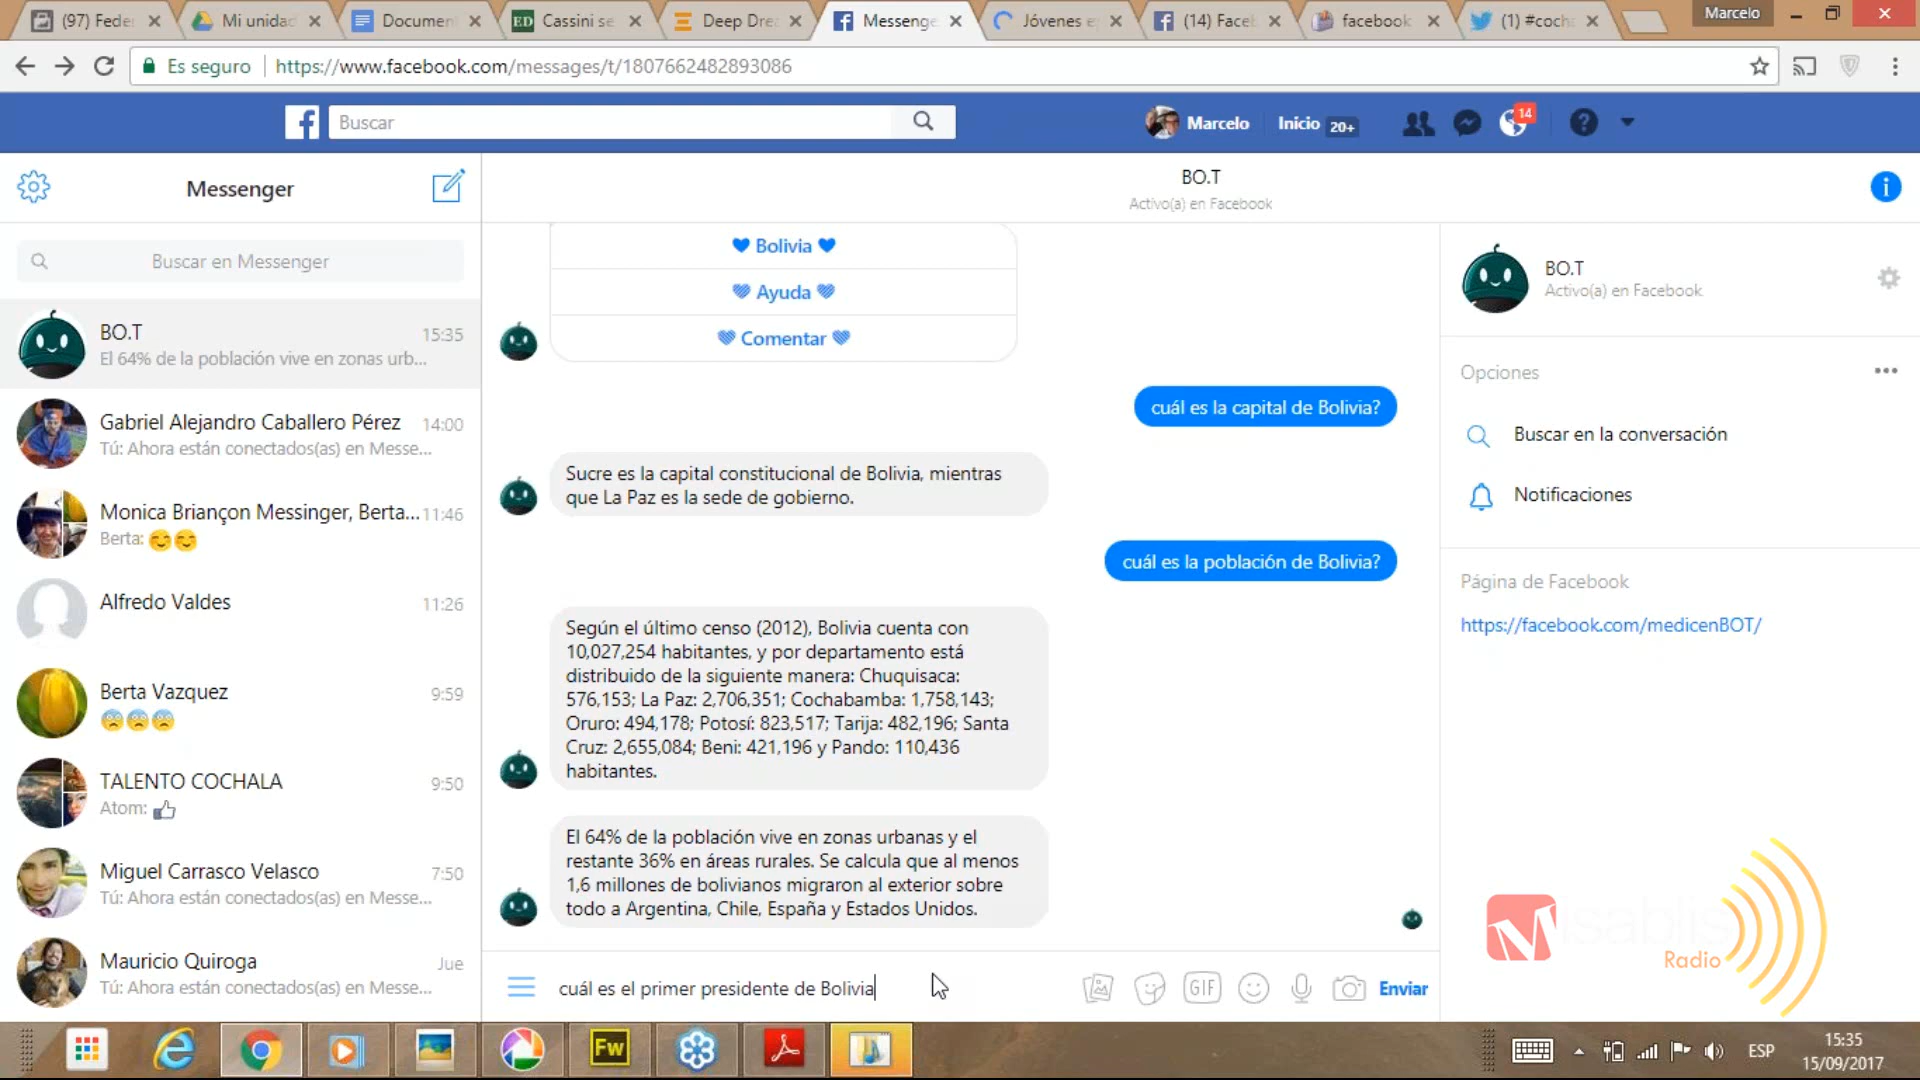 (97) Feder
Mi unidad
Document
ED
Cassini se
Deep Drea
Messenge
Jóvenes e
(14) Faceb
facebook
(1) #coch
Marcelo
Es seguro
https://www.facebook.com/messages/t/1807662482893086
Buscar
Marcelo
Inicio 20+
14
Messenger
Buscar en Messenger
BO.T
15:35
El 64% de la población vive en zonas urb...
Gabriel Alejandro Caballero Pérez
14:00
Tú: Ahora están conectados(as) en Messe...
Monica Briançon Messinger, Berta...
11:46
Berta: 😊😊
Alfredo Valdes
11:26
Berta Vazquez
9:59
😨😨😨
TALENTO COCHALA
9:50
Atom:
Miguel Carrasco Velasco
7:50
Tú: Ahora están conectados(as) en Messe...
Mauricio Quiroga
Jue
Tú: Ahora están conectados(as) en Messe...
BO.T
Activo(a) en Facebook
Bolivia
Ayuda
Comentar
cuál es la capital de Bolivia?
Sucre es la capital constitucional de Bolivia, mientras
que La Paz es la sede de gobierno.
cuál es la población de Bolivia?
Según el último censo (2012), Bolivia cuenta con
10,027,254 habitantes, y por departamento está
distribuido de la siguiente manera: Chuquisaca:
576,153; La Paz: 2,706,351; Cochabamba: 1,758,143;
Oruro: 494,178; Potosí: 823,517; Tarija: 482,196; Santa
Cruz: 2,655,084; Beni: 421,196 y Pando: 110,436
habitantes.
El 64% de la población vive en zonas urbanas y el
restante 36% en áreas rurales. Se calcula que al menos
1,6 millones de bolivianos migraron al exterior sobre
todo a Argentina, Chile, España y Estados Unidos.
cuál es el primer presidente de Bolivia
GIF
Enviar
BO.T
Activo(a) en Facebook
Opciones
Buscar en la conversación
Notificaciones
Página de Facebook
https://facebook.com/medicenBOT/
Misablis
Radio
Fw
ESP
15:35
15/09/2017